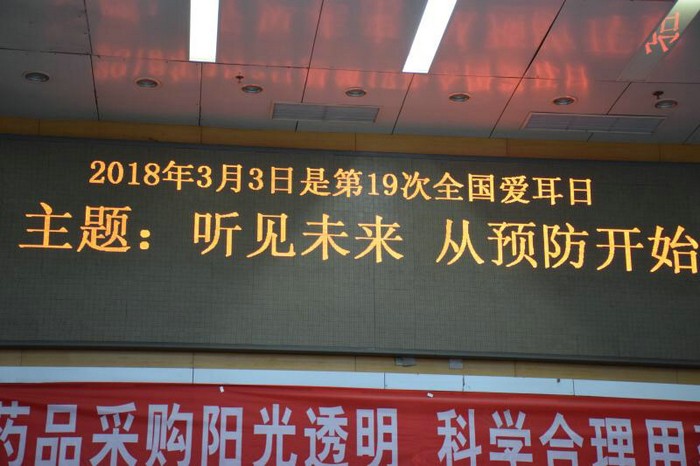 2018年3月3日是第19次全国爱耳日
主题：听见未来 从预防开始
药品采购阳光透明 科学合理用